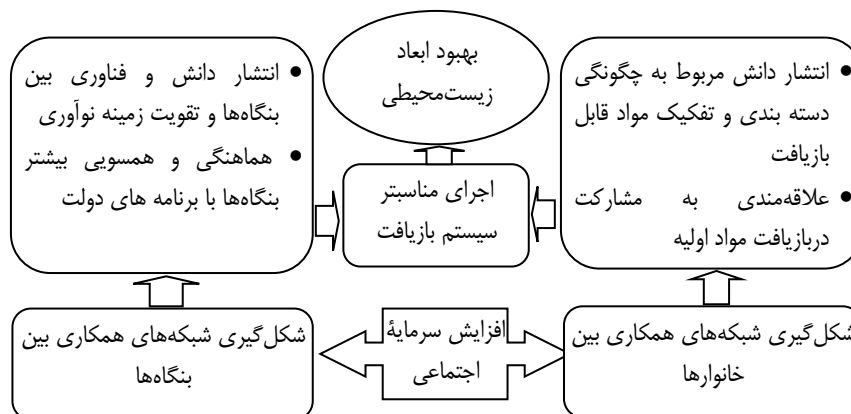 بهبود ابعاد
زیست‌محیطی
• انتشار دانش مربوط به چگونگی
دسته بندی و تفکیک مواد قابل
بازیافت
• علاقه‌مندی به مشارکت
دربازیافت مواد اولیه
• انتشار دانش و فناوری بین
بنگاه‌ها و تقویت زمینه نوآوری
• هماهنگی و همسویی بیشتر
بنگاه‌ها با برنامه های دولت
اجرای مناسبتر
سیستم بازیافت
شکل‌گیری شبکه‌های همکاری بین
خانوارها
افزایش سرمایۀ
اجتماعی
شکل‌گیری شبکه‌های همکاری بین
بنگاه‌ها